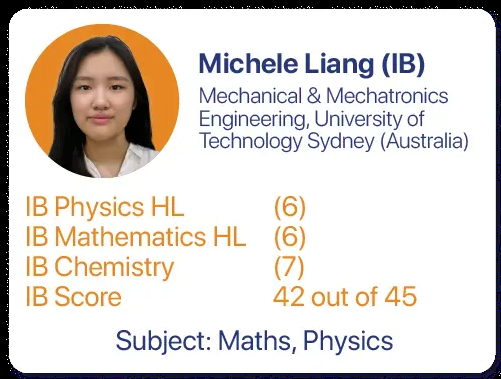 Michele Liang (IB)
Mechanical & Mechatronics
Engineering, University of
Technology Sydney (Australia)
IB Physics HL (6)
IB Mathematics HL (6)
IB Chemistry (7)
IB Score 42 out of 45
Subject: Maths, Physics